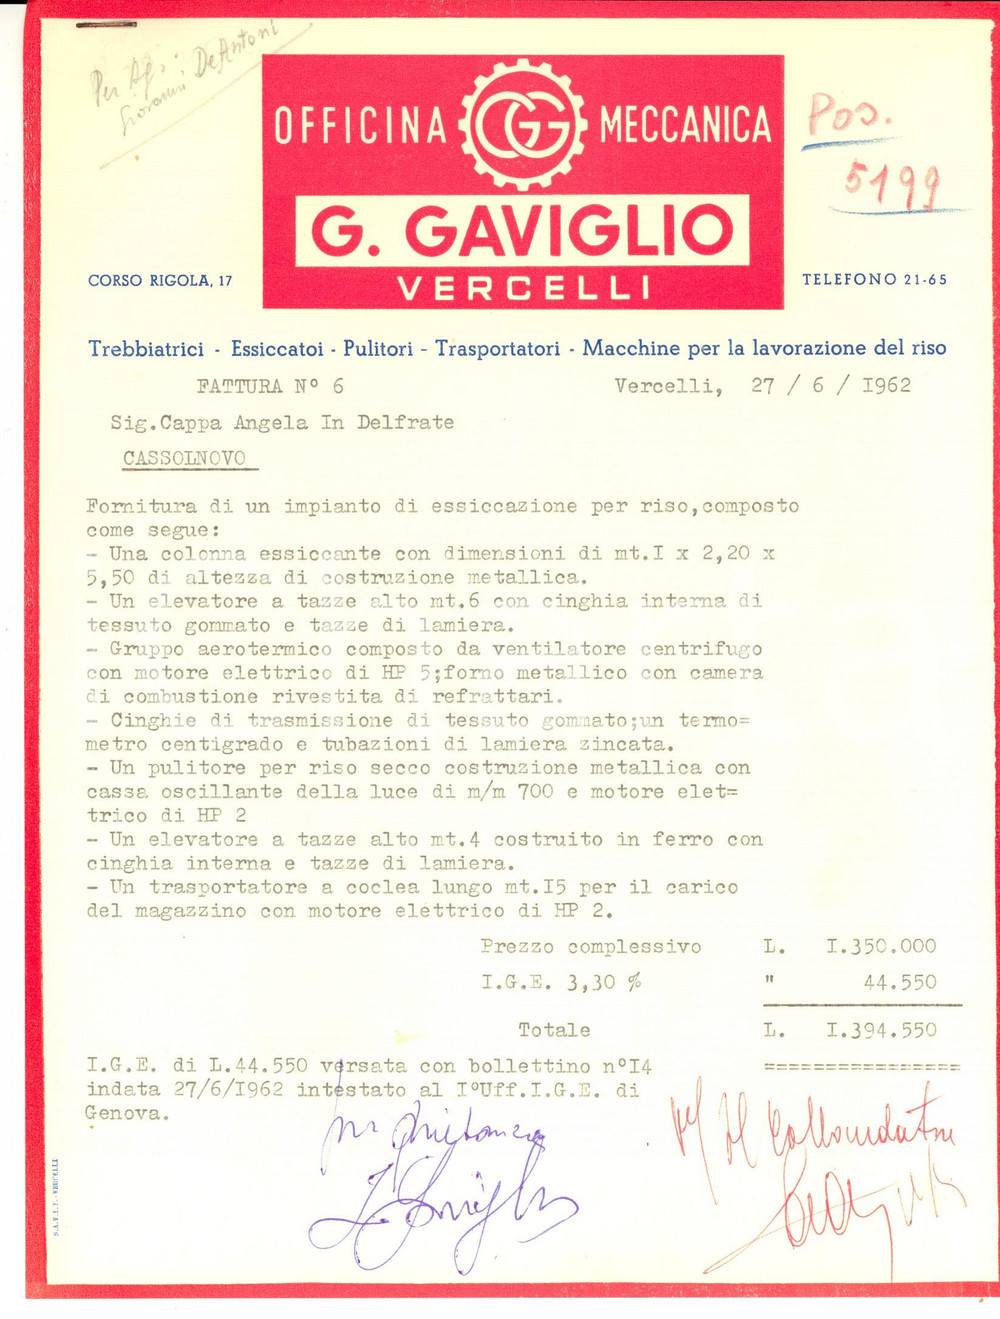 Per Ag.
Giovanni De Antoni
Pos.
5199
OFFICINA GG MECCANICA
G. GAVIGLIO
VERCELLI
CORSO RIGOLA, 17
TELEFONO 21-65
Trebbiatrici - Essiccatoi - Pulitori - Trasportatori - Macchine per la lavorazione del riso
FATTURA N° 6 Vercelli, 27 / 6 / I962
Sig.Cappa Angela In Delfrate
CASSOLNOVO
Fornitura di un impianto di essiccazione per riso,composto
come segue:
- Una colonna essiccante con dimensioni di mt.I x 2,20 x
5,50 di altezza di costruzione metallica.
- Un elevatore a tazze alto mt.6 con cinghia interna di
tessuto gommato e tazze di lamiera.
- Gruppo aerotermico composto da ventilatore centrifugo
con motore elettrico di HP 5;forno metallico con camera
di combustione rivestita di refrattari.
- Cinghie di trasmissione di tessuto gommato;un termo=
metro centigrado e tubazioni di lamiera zincata.
- Un pulitore per riso secco costruzione metallica con
cassa oscillante della luce di m/m 700 e motore elet=
trico di HP 2
- Un elevatore a tazze alto mt.4 costruito in ferro con
cinghia interna e tazze di lamiera.
- Un trasportatore a coclea lungo mt.I5 per il carico
del magazzino con motore elettrico di HP 2.
Prezzo complessivo L. I.350.000
I.G.E. 3,30 % " 44.550
Totale L. I.394.550
================
I.G.E. di L.44.550 versata con bollettino n°I4
indata 27/6/I962 intestato al I°Uff.I.G.E. di
Genova.
per quietanza
Il Collaudatore
S.A.V.I.T. - VERCELLI